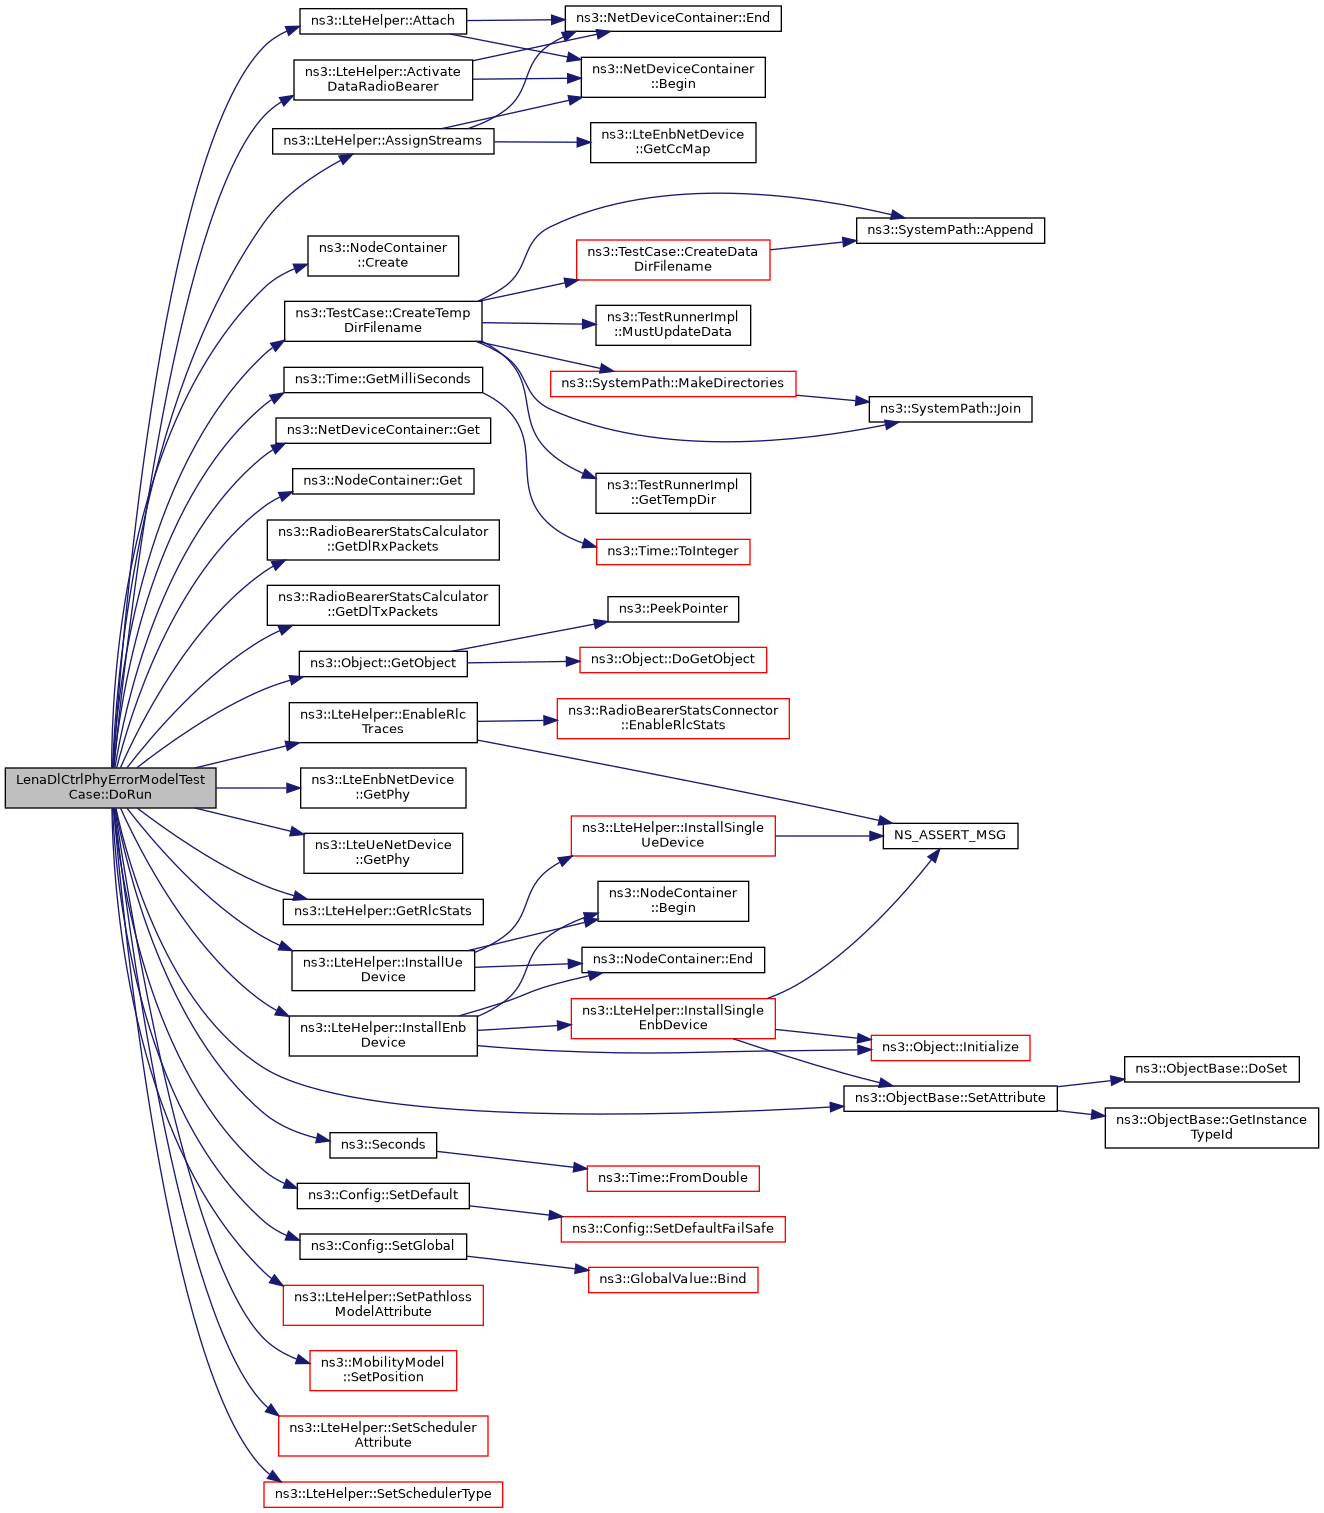 LenaDlCtrlPhyErrorModelTest
Case::DoRun
ns3::LteHelper::Attach
ns3::LteHelper::Activate
DataRadioBearer
ns3::LteHelper::AssignStreams
ns3::NodeContainer
::Create
ns3::TestCase::CreateTemp
DirFilename
ns3::Time::GetMilliSeconds
ns3::NetDeviceContainer::Get
ns3::NodeContainer::Get
ns3::RadioBearerStatsCalculator
::GetDlRxPackets
ns3::RadioBearerStatsCalculator
::GetDlTxPackets
ns3::Object::GetObject
ns3::LteHelper::EnableRlc
Traces
ns3::LteEnbNetDevice
::GetPhy
ns3::LteUeNetDevice
::GetPhy
ns3::LteHelper::GetRlcStats
ns3::LteHelper::InstallUe
Device
ns3::LteHelper::InstallEnb
Device
ns3::Seconds
ns3::Config::SetDefault
ns3::Config::SetGlobal
ns3::LteHelper::SetPathloss
ModelAttribute
ns3::MobilityModel
::SetPosition
ns3::LteHelper::SetScheduler
Attribute
ns3::LteHelper::SetSchedulerType
ns3::NetDeviceContainer::End
ns3::NetDeviceContainer
::Begin
ns3::LteEnbNetDevice
::GetCcMap
ns3::TestCase::CreateData
DirFilename
ns3::TestRunnerImpl
::MustUpdateData
ns3::SystemPath::MakeDirectories
ns3::TestRunnerImpl
::GetTempDir
ns3::Time::ToInteger
ns3::PeekPointer
ns3::Object::DoGetObject
ns3::RadioBearerStatsConnector
::EnableRlcStats
ns3::LteHelper::InstallSingle
UeDevice
ns3::NodeContainer
::Begin
ns3::NodeContainer::End
ns3::LteHelper::InstallSingle
EnbDevice
ns3::Time::FromDouble
ns3::Config::SetDefaultFailSafe
ns3::GlobalValue::Bind
ns3::SystemPath::Append
ns3::SystemPath::Join
NS_ASSERT_MSG
ns3::Object::Initialize
ns3::ObjectBase::SetAttribute
ns3::ObjectBase::DoSet
ns3::ObjectBase::GetInstance
TypeId